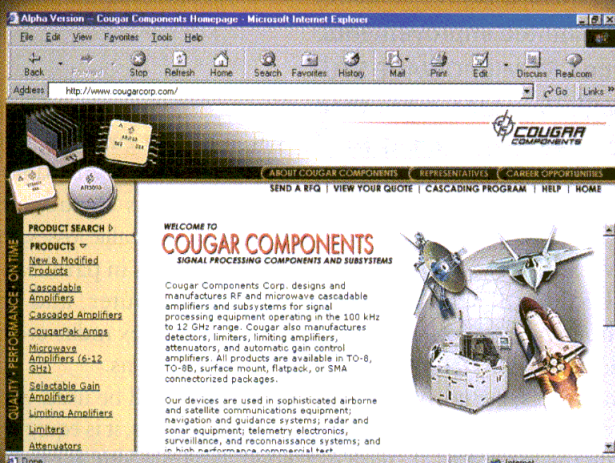 Alpha Version -- Cougar Components Homepage - Microsoft Internet Explorer
File Edit View Favorites Tools Help
Back Stop Refresh Home Search Favorites History Mail Print Edit Discuss Real.com
Address http://www.cougarcorp.com/ Go Links »
COUGAR
COMPONENTS
ABOUT COUGAR COMPONENTS REPRESENTATIVES CAREER OPPORTUNITIES
SEND A RFQ | VIEW YOUR QUOTE | CASCADING PROGRAM | HELP | HOME
PRODUCT SEARCH
PRODUCTS
New & Modified
Products
Cascadable
Amplifiers
Cascaded Amplifiers
CougarPak Amps
Microwave
Amplifiers (6-12
GHz)
Selectable Gain
Amplifiers
Limiting Amplifiers
Limiters
Attenuators
QUALITY · PERFORMANCE · ON TIME
WELCOME TO
COUGAR COMPONENTS
SIGNAL PROCESSING COMPONENTS AND SUBSYSTEMS
Cougar Components Corp. designs and
manufactures RF and microwave cascadable
amplifiers and subsystems for signal
processing equipment operating in the 100 kHz
to 12 GHz range. Cougar also manufactures
detectors, limiters, limiting amplifiers,
attenuators, and automatic gain control
amplifiers. All products are available in TO-8,
TO-8B, surface mount, flatpack, or SMA
connectorized packages.
Our devices are used in sophisticated airborne
and satellite communications equipment;
navigation and guidance systems; radar and
sonar equipment; telemetry electronics,
surveillance, and reconnaissance systems; and
in high performance commercial test
Done Internet